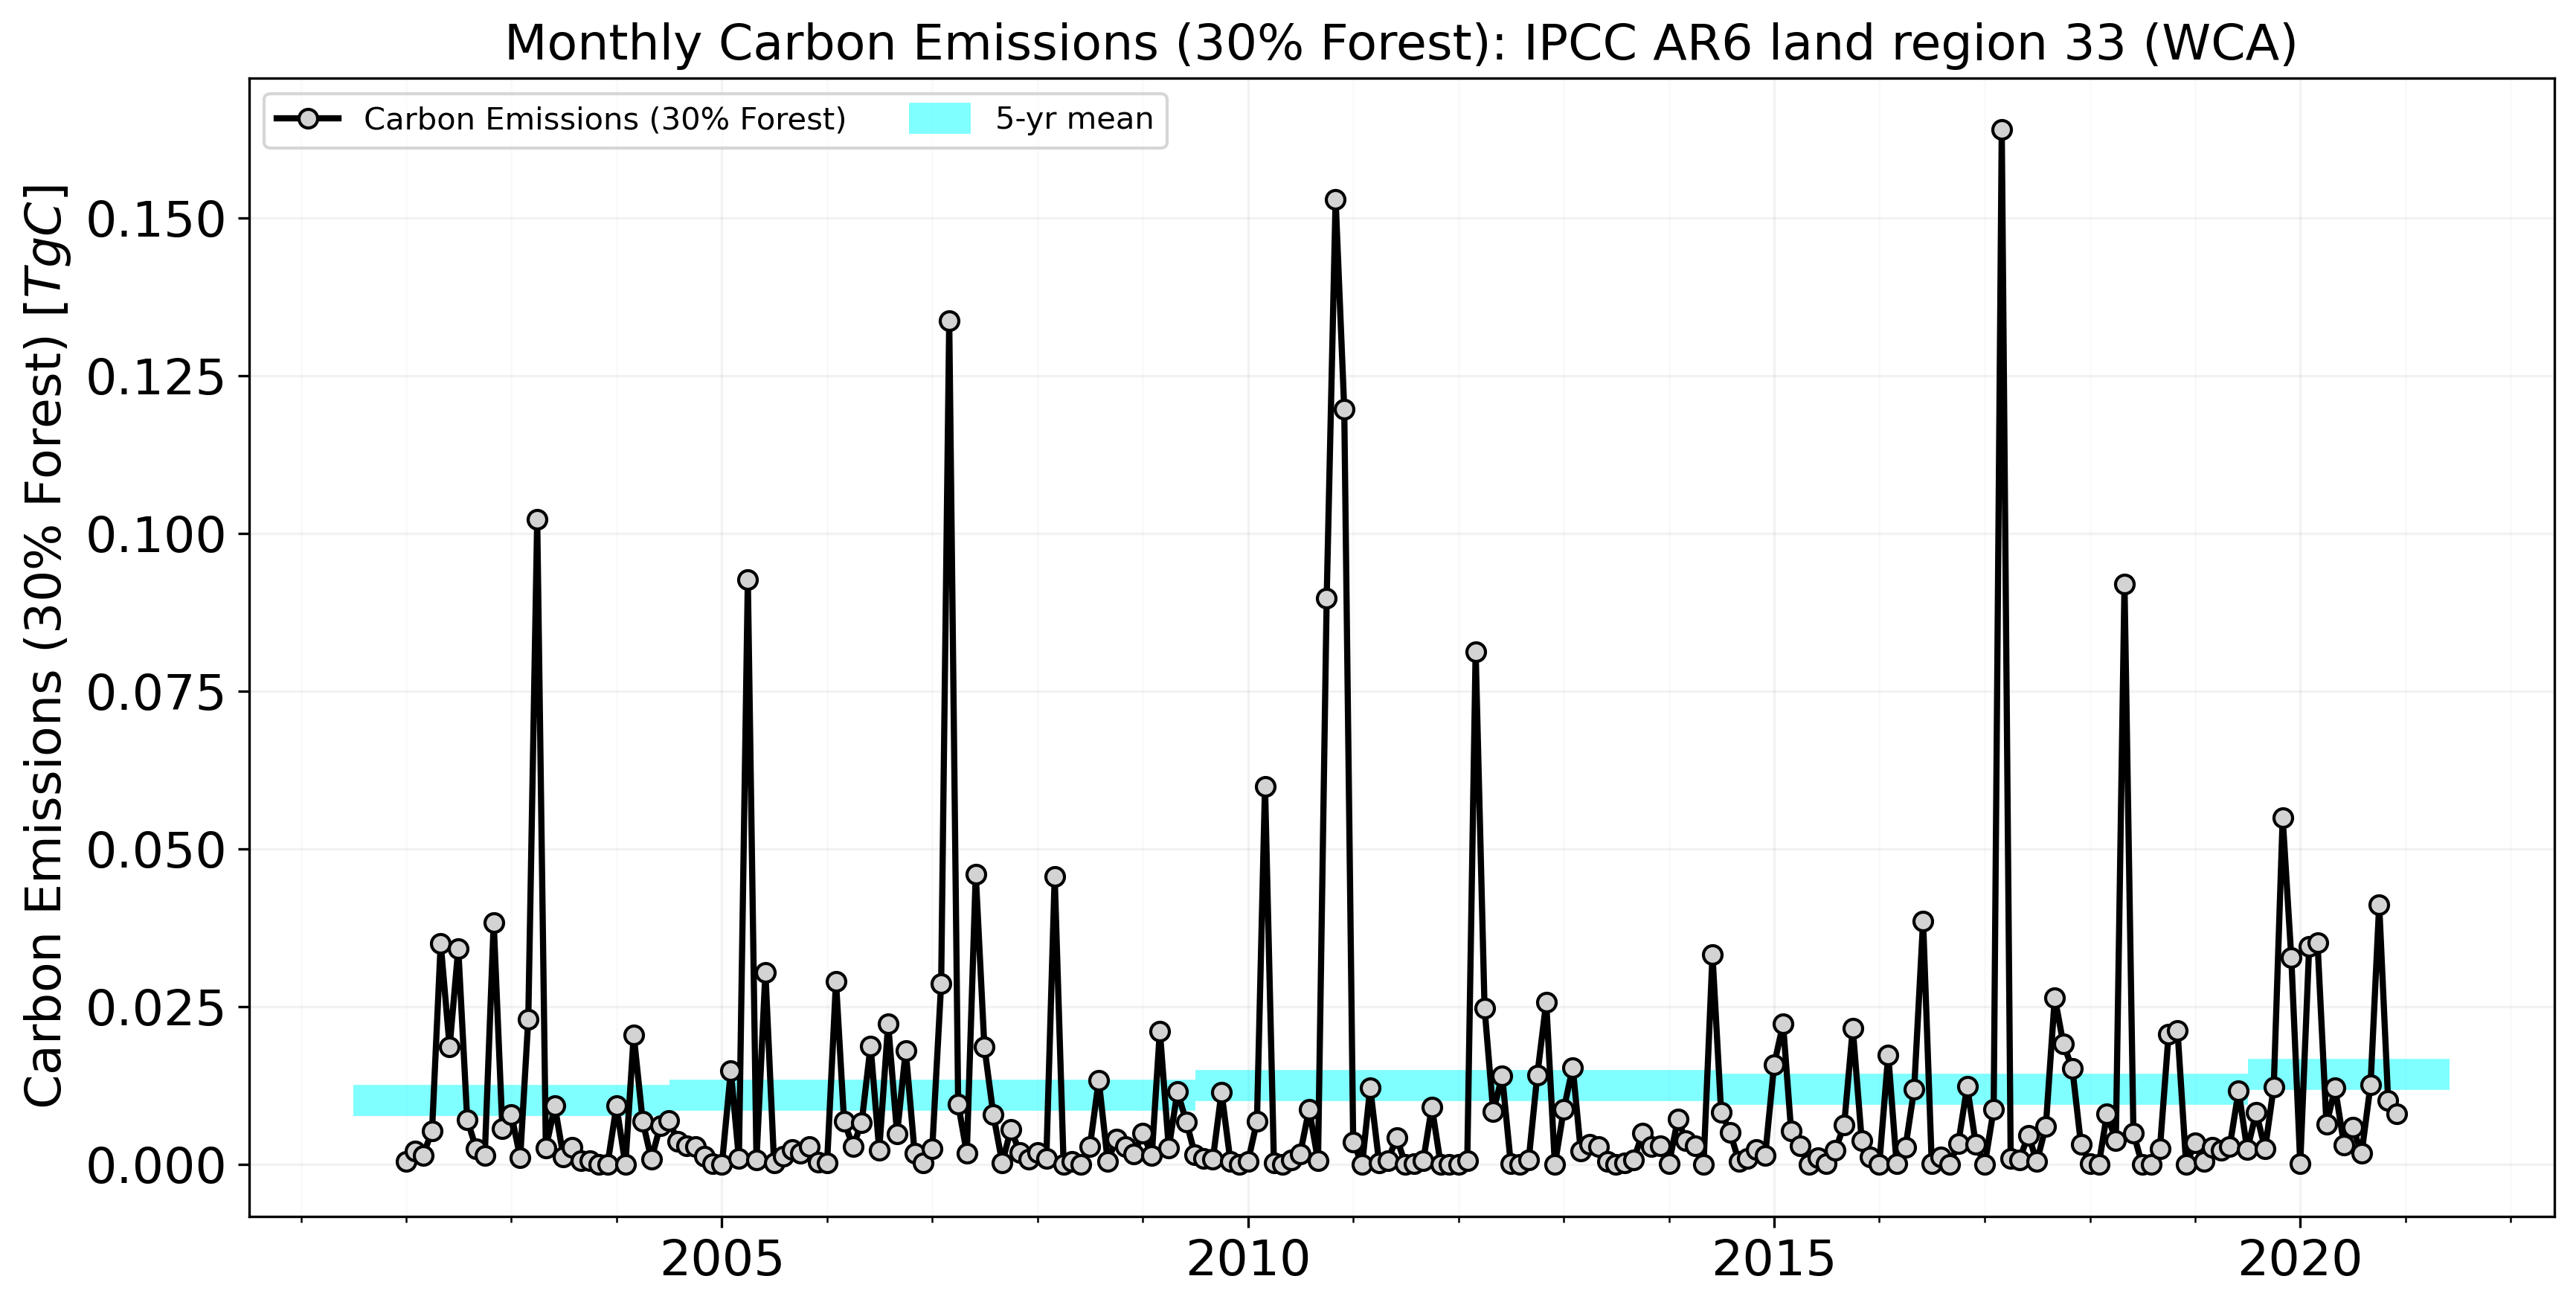 Monthly Carbon Emissions (30% Forest): IPCC AR6 land region 33 (WCA)
Carbon Emissions (30% Forest)
5-yr mean
Carbon Emissions (30% Forest) [TgC]
0.150
0.125
0.100
0.075
0.050
0.025
0.000
2005
2010
2015
2020